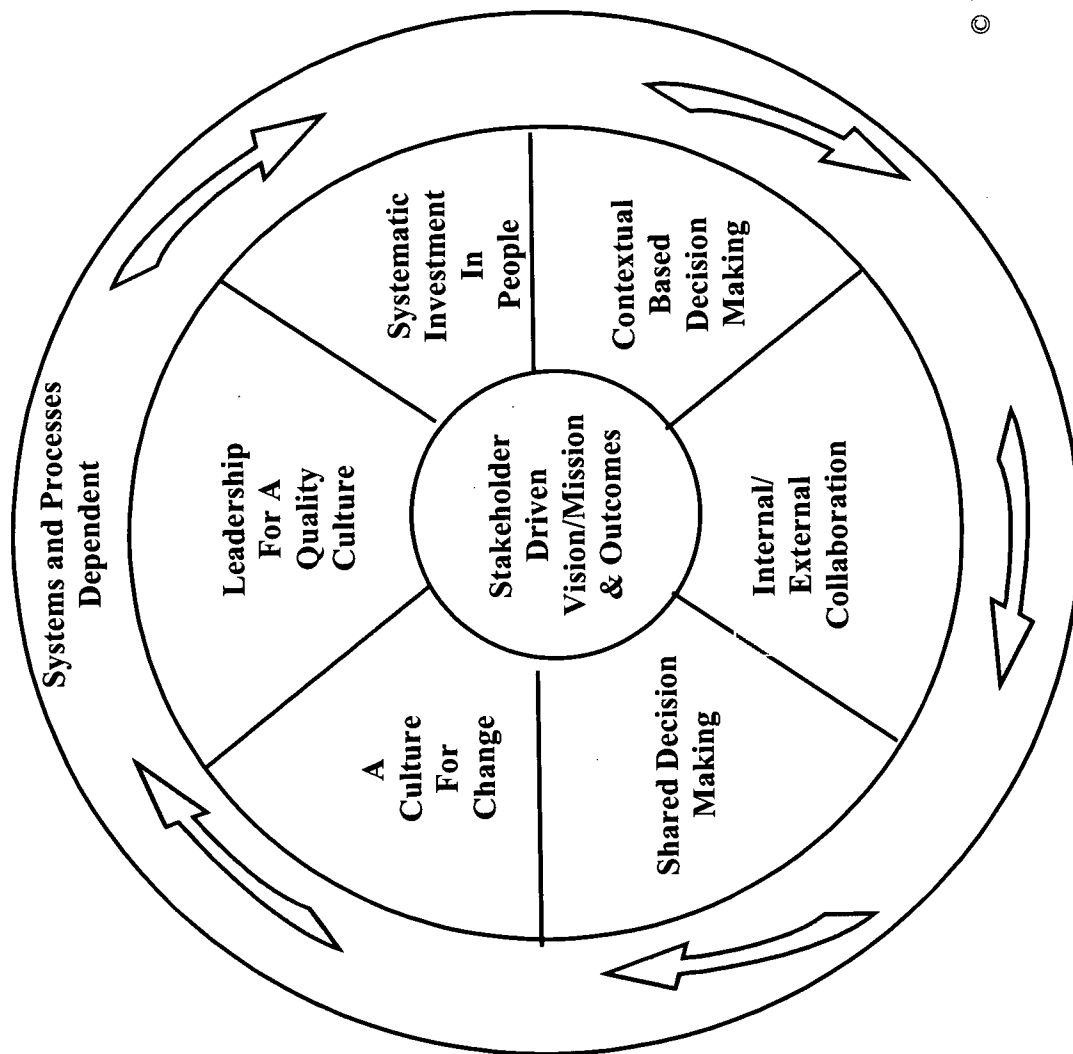 Systems and Processes
Dependent
Leadership
For A
Quality
Culture
Systematic
Investment
In
People
Contextual
Based
Decision
Making
Internal/
External
Collaboration
Shared Decision
Making
A
Culture
For
Change
Stakeholder
Driven
Vision/Mission
& Outcomes
©